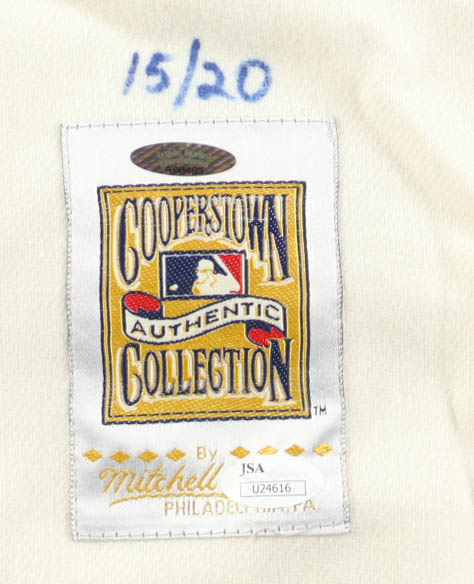 15/20
COOPERSTOWN
AUTHENTIC
COLLECTION
TM
By
Mitchell
JSA
U24616
PHILADELPHIA, PA.